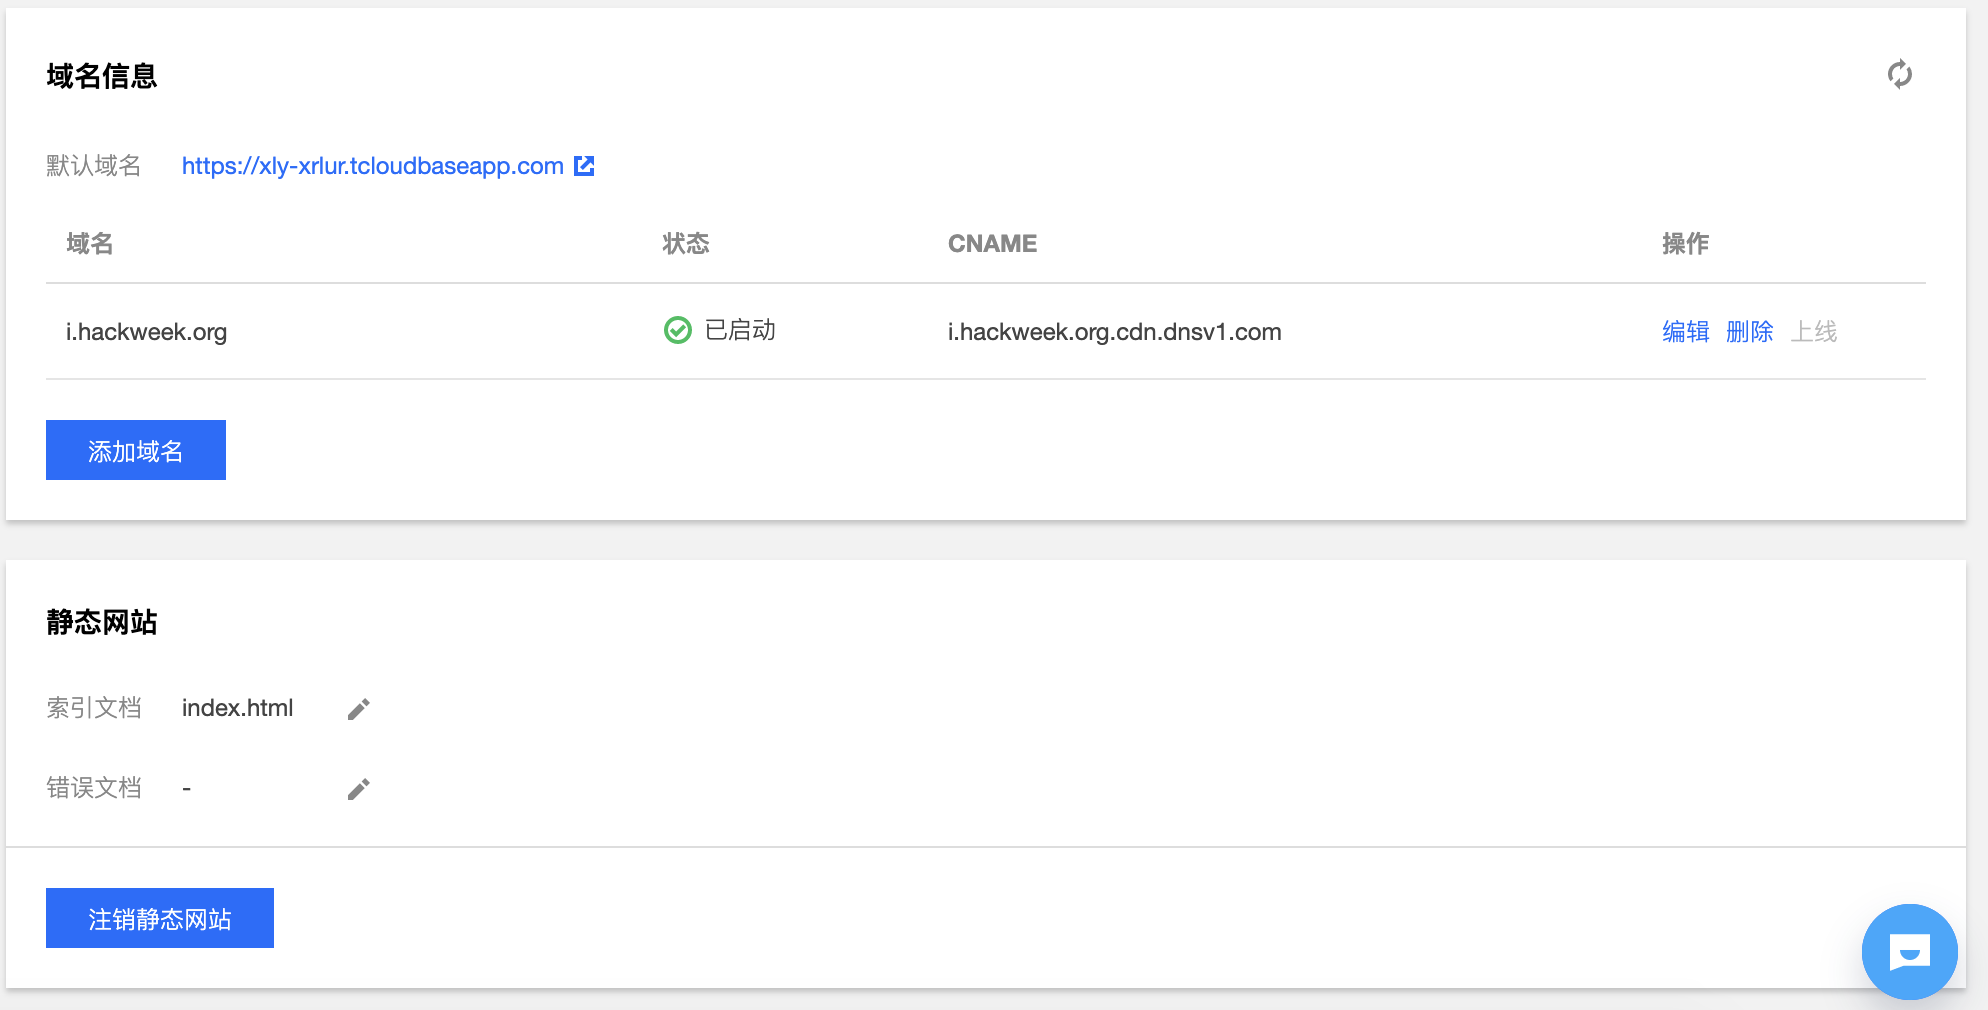 域名信息
默认域名 https://xly-xrlur.tcloudbaseapp.com
域名 状态 CNAME 操作
i.hackweek.org 已启动 i.hackweek.org.cdn.dnsv1.com 编辑 删除 上线
添加域名
静态网站
索引文档 index.html
错误文档 -
注销静态网站